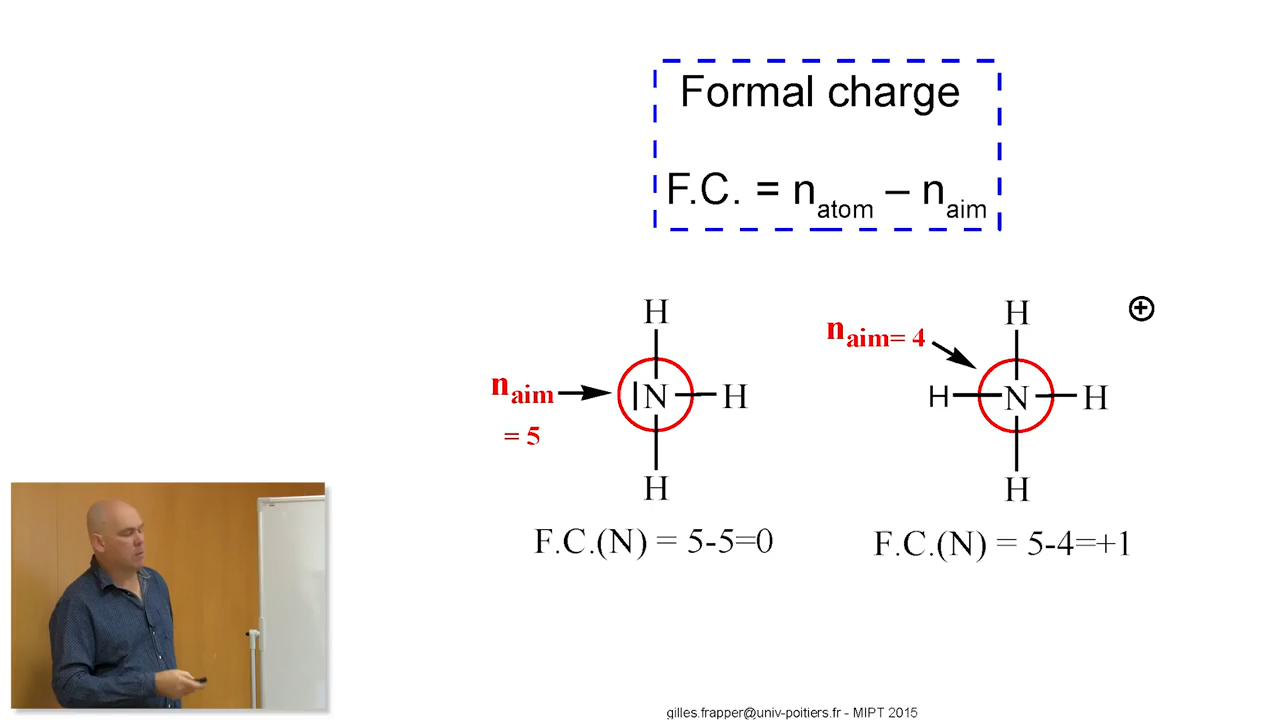 Formal charge
F.C. = n_atom – n_aim
H
n_aim
= 5
|N
H
H
F.C.(N) = 5-5=0
⊕
n_aim= 4
H
H
N
H
H
F.C.(N) = 5-4=+1
gilles.frapper@univ-poitiers.fr - MIPT 2015